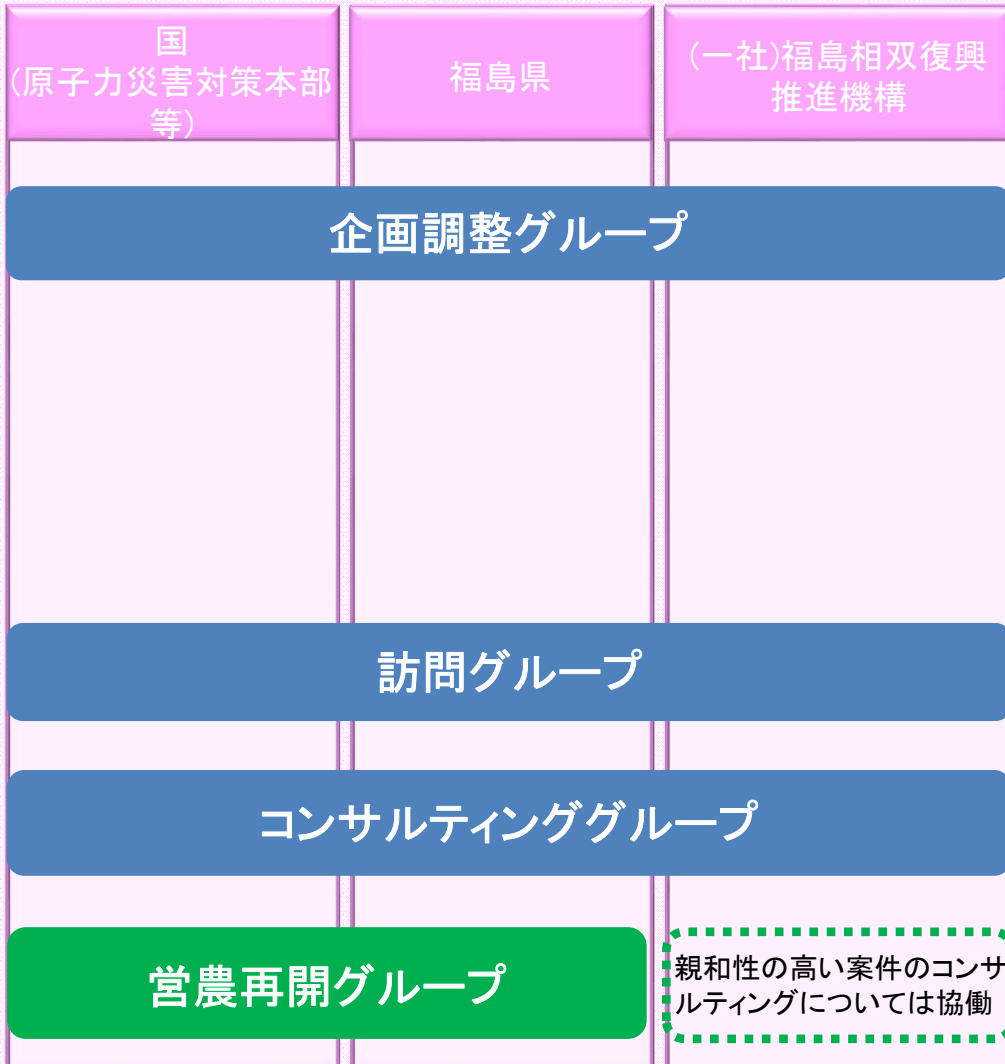 国
(原子力災害対策本部
等)
福島県
(一社)福島相双復興
推進機構
企画調整グループ
訪問グループ
コンサルティンググループ
営農再開グループ
親和性の高い案件のコンサ
ルティングについては協働